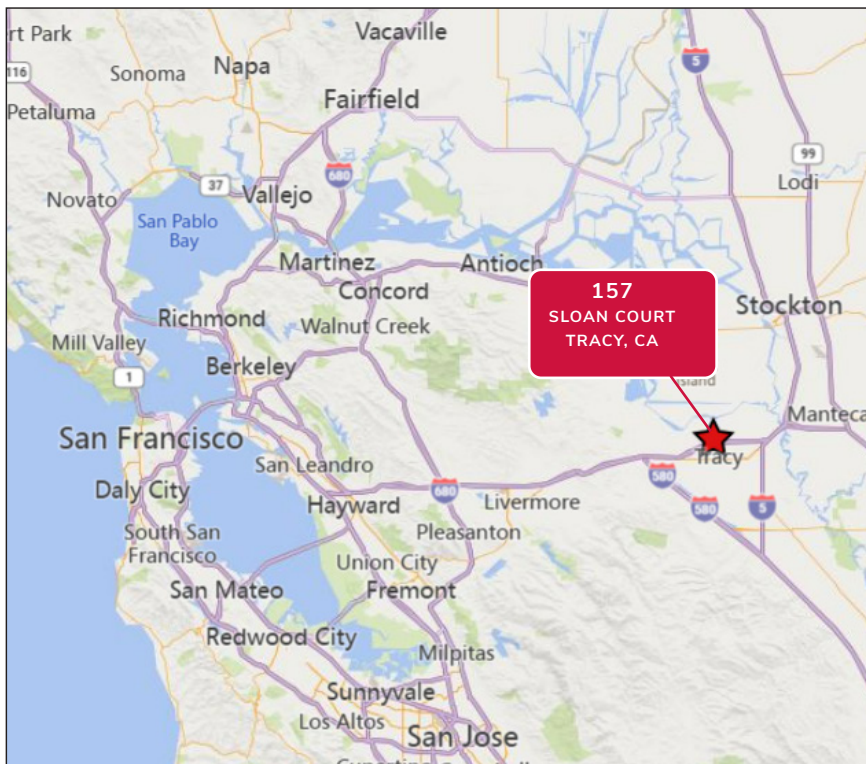 rt Park
Vacaville
5
116
Sonoma
Napa
Fairfield
Petaluma
99
680
Lodi
37
Novato
Vallejo
San Pablo
Bay
Martinez
Antioch
Concord
157
SLOAN COURT
TRACY, CA
Stockton
Richmond
Walnut Creek
Mill Valley
Berkeley
1
island
Manteca
San Francisco
Tracy
San Leandro
580
Daly City
680
Livermore
Hayward
580
5
South San
Francisco
Pleasanton
Union City
San Mateo
Fremont
Redwood City
Milpitas
Sunnyvale
Los Altos
San Jose